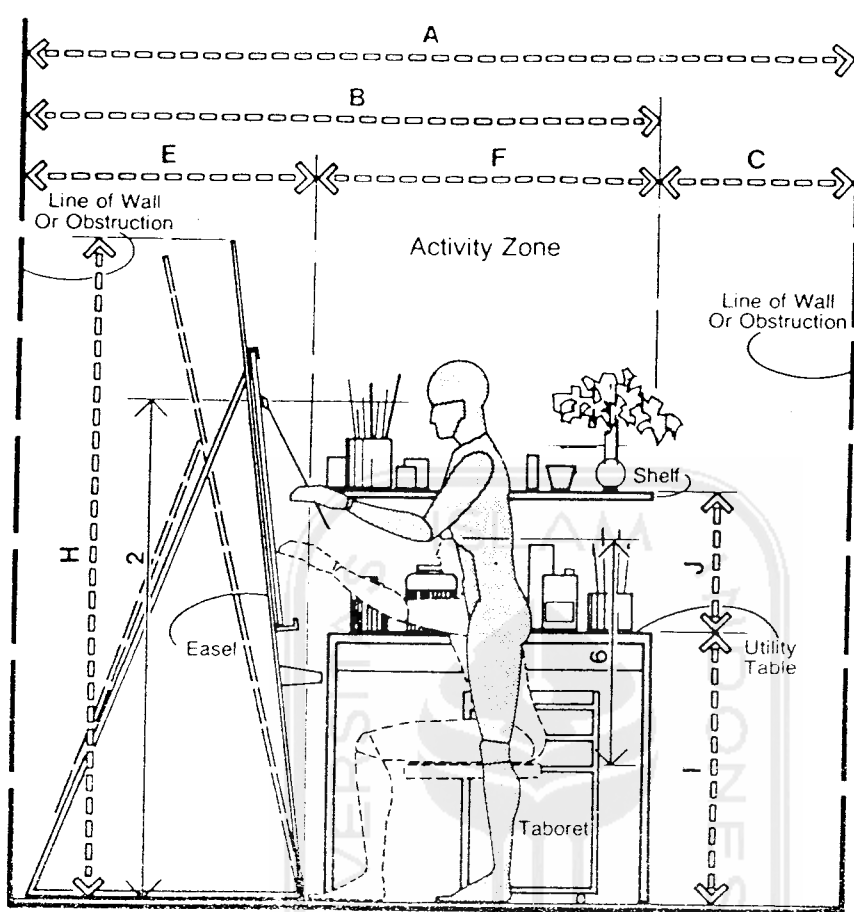 A
B
E
F
C
Line of Wall
Or Obstruction
Activity Zone
Line of Wall
Or Obstruction
Shelf
H
2
J
Easel
6
Utility
Table
I
Taboret